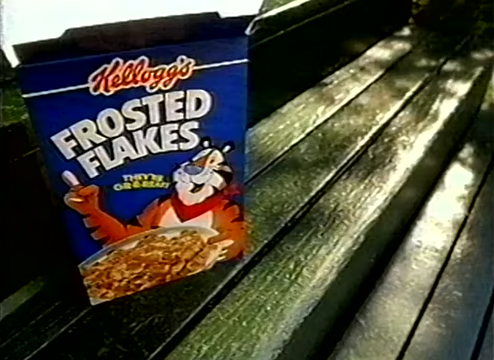 Kellogg's
FROSTED
FLAKES
THEY'RE
GR-R-REAT!